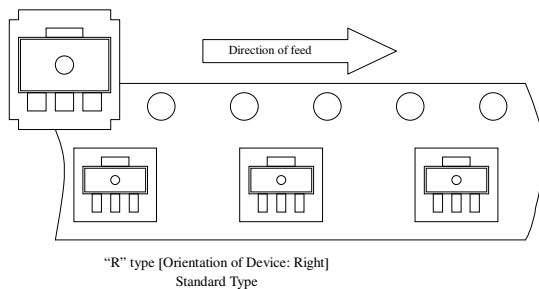 Direction of feed
“R” type [Orientation of Device: Right]
Standard Type